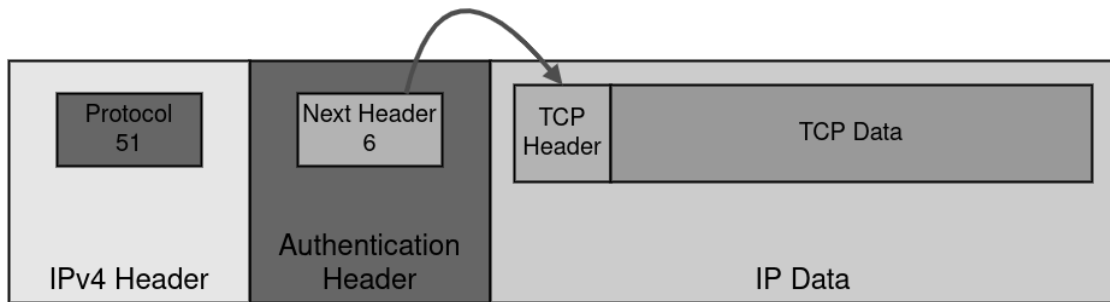 Protocol
51
Next Header
6
TCP
Header
TCP Data
IPv4 Header
Authentication
Header
IP Data